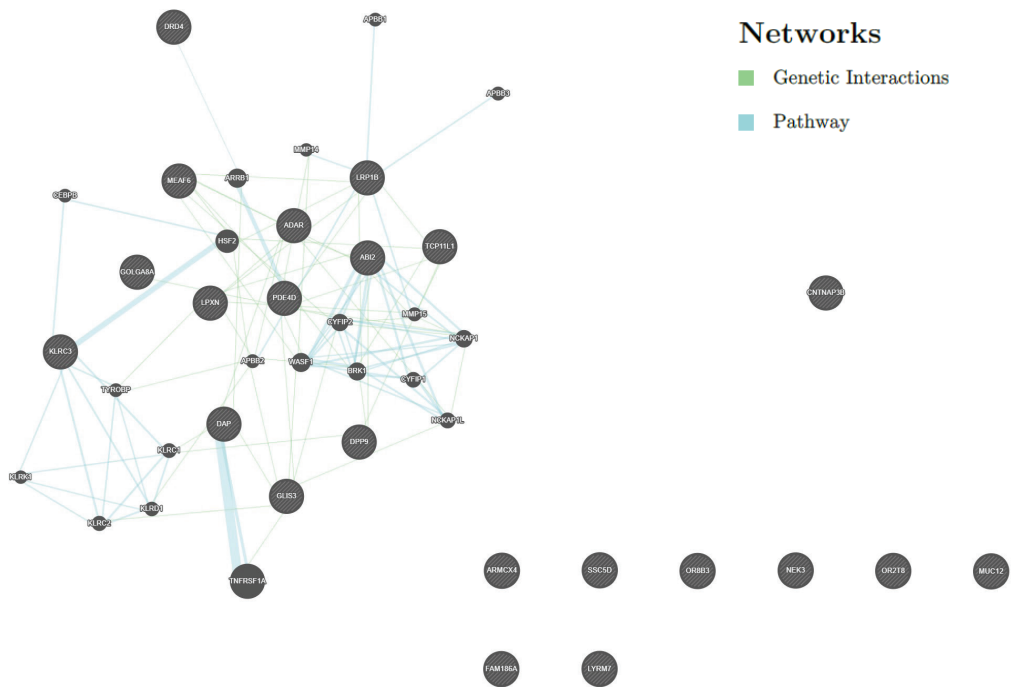 Networks
Genetic Interactions
Pathway
DRD4
APBB1
APBB3
MMP14
MEAF6
ARRB1
LRP1B
CEBPB
ADAR
HSF2
TCP11L1
ABI2
GOLGA8A
CNTNAP3B
LPXN
PDE4D
MMP15
CYFIP2
NCKAP1
KLRC3
APBB2
WASF1
BRK1
CYFIP1
TYROBP
NCKAP1L
DAP
DPP9
KLRC1
KLRK1
GLIS3
KLRD1
KLRC2
TNFRSF1A
ARMCX4
SSC5D
OR8B3
NEK3
OR2T8
MUC12
FAM186A
LYRM7